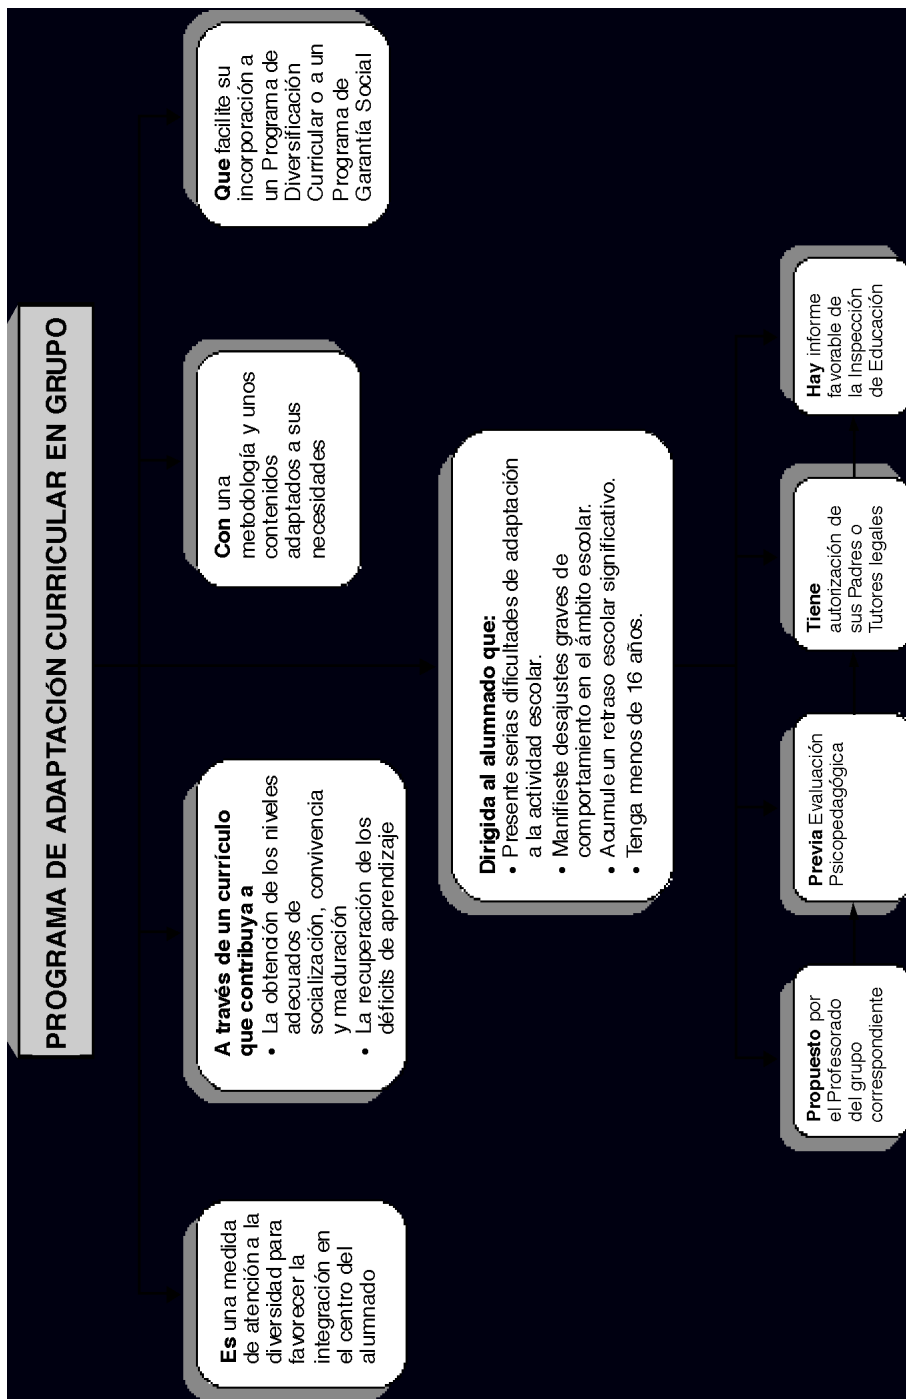 PROGRAMA DE ADAPTACIÓN CURRICULAR EN GRUPO
Es una medida
de atención a la
diversidad para
favorecer la
integración en
el centro del
alumnado
A través de un currículo
que contribuya a
• La obtención de los niveles
adecuados de
socialización, convivencia
y maduración
• La recuperación de los
déficits de aprendizaje
Con una
metodología y unos
contenidos
adaptados a sus
necesidades
Que facilite su
incorporación a
un Programa de
Diversificación
Curricular o a un
Programa de
Garantía Social
Dirigida al alumnado que:
• Presente serias dificultades de adaptación
a la actividad escolar.
• Manifieste desajustes graves de
comportamiento en el ámbito escolar.
• Acumule un retraso escolar significativo.
• Tenga menos de 16 años.
Propuesto por
el Profesorado
del grupo
correspondiente
Previa Evaluación
Psicopedagógica
Tiene
autorización de
sus Padres o
Tutores legales
Hay informe
favorable de
la Inspección
de Educación